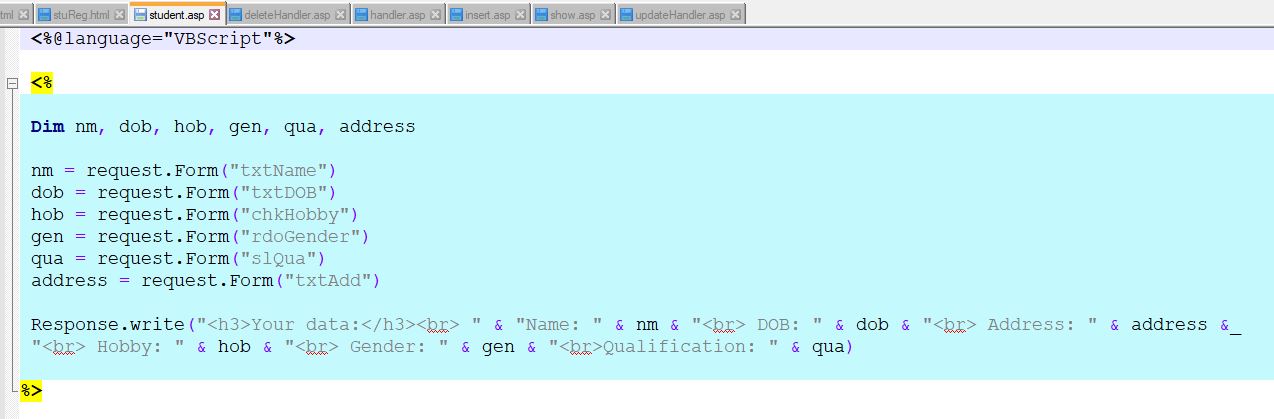 tml stuReg.html student.asp deleteHandler.asp handler.asp insert.asp show.asp updateHandler.asp
<%@language="VBScript"%>
<%
Dim nm, dob, hob, gen, qua, address
nm = request.Form("txtName")
dob = request.Form("txtDOB")
hob = request.Form("chkHobby")
gen = request.Form("rdoGender")
qua = request.Form("slQua")
address = request.Form("txtAdd")
Response.write("<h3>Your data:</h3><br> " & "Name: " & nm & "<br> DOB: " & dob & "<br> Address: " & address &_
"<br> Hobby: " & hob & "<br> Gender: " & gen & "<br>Qualification: " & qua)
%>